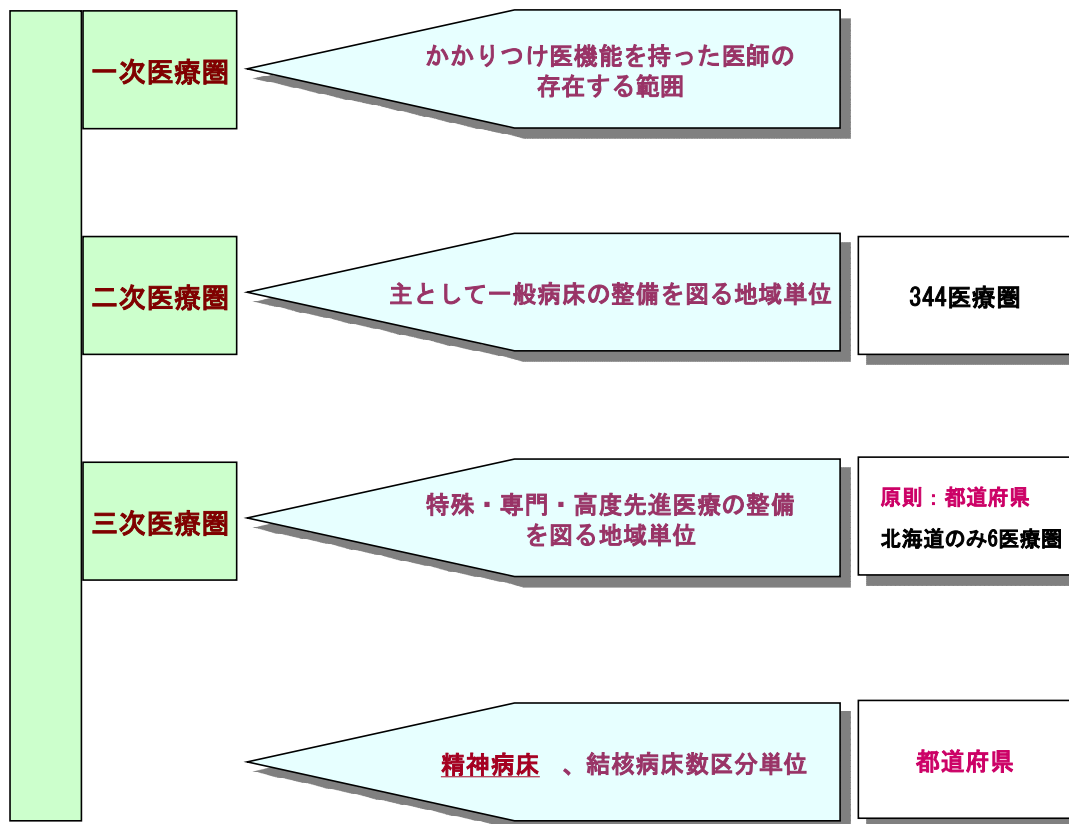 一次医療圏
かかりつけ医機能を持った医師の
存在する範囲
二次医療圏
主として一般病床の整備を図る地域単位
344医療圏
三次医療圏
特殊・専門・高度先進医療の整備
を図る地域単位
原則：都道府県
北海道のみ6医療圏
精神病床　、結核病床数区分単位
都道府県